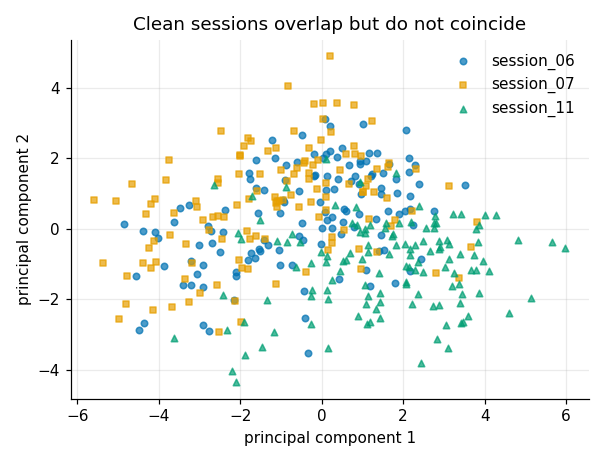 Clean sessions overlap but do not coincide
session_06
session_07
session_11
4
2
0
−2
−4
principal component 2
−6
−4
−2
0
2
4
6
principal component 1